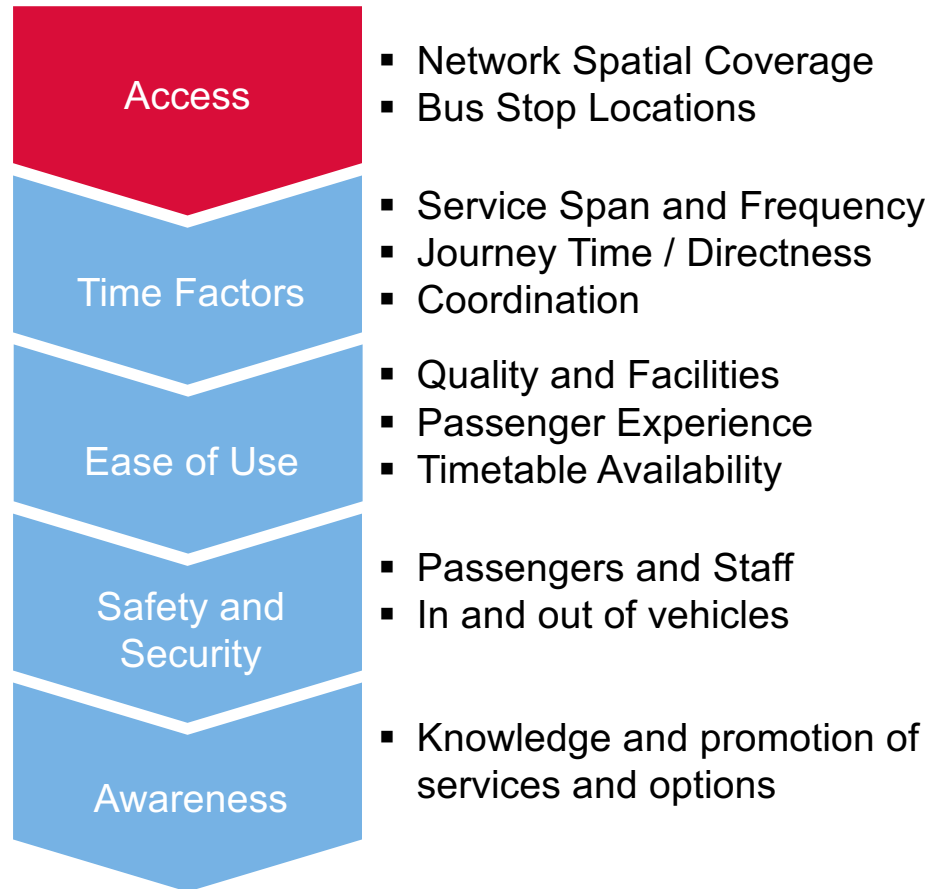 Access
▪ Network Spatial Coverage
▪ Bus Stop Locations
Time Factors
▪ Service Span and Frequency
▪ Journey Time / Directness
▪ Coordination
Ease of Use
▪ Quality and Facilities
▪ Passenger Experience
▪ Timetable Availability
Safety and
Security
▪ Passengers and Staff
▪ In and out of vehicles
Awareness
▪ Knowledge and promotion of
services and options